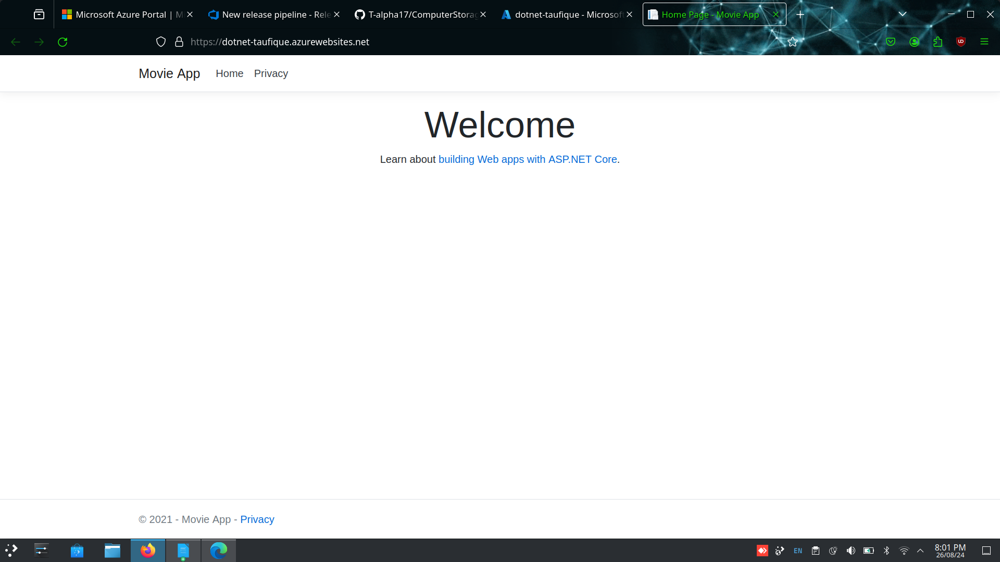 Microsoft Azure Portal | M
New release pipeline - Rele
T-alpha17/ComputerStorag
dotnet-taufique - Microsoft
Home Page - Movie App
https://dotnet-taufique.azurewebsites.net
Movie App Home Privacy
Welcome
Learn about building Web apps with ASP.NET Core.
© 2021 - Movie App - Privacy
EN
8:01 PM
26/08/24